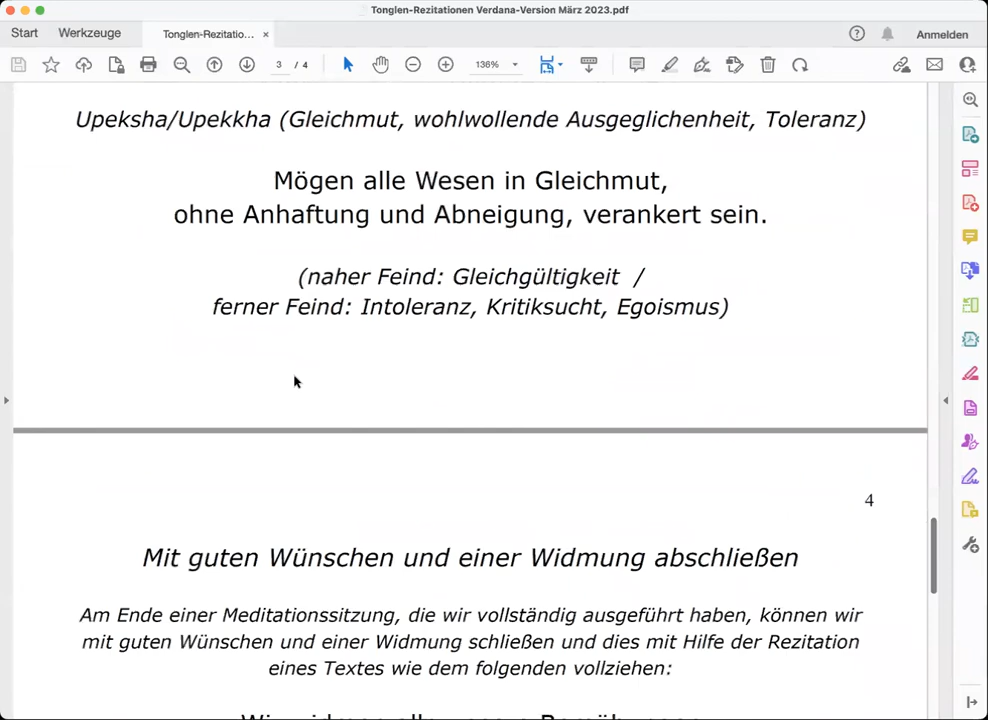 Tonglen-Rezitationen Verdana-Version März 2023.pdf
Start Werkzeuge Tonglen-Rezitatio... × Anmelden
3 / 4 136%
Upeksha/Upekkha (Gleichmut, wohlwollende Ausgeglichenheit, Toleranz)
Mögen alle Wesen in Gleichmut,
ohne Anhaftung und Abneigung, verankert sein.
(naher Feind: Gleichgültigkeit /
ferner Feind: Intoleranz, Kritiksucht, Egoismus)
4
Mit guten Wünschen und einer Widmung abschließen
Am Ende einer Meditationssitzung, die wir vollständig ausgeführt haben, können wir
mit guten Wünschen und einer Widmung schließen und dies mit Hilfe der Rezitation
eines Textes wie dem folgenden vollziehen: